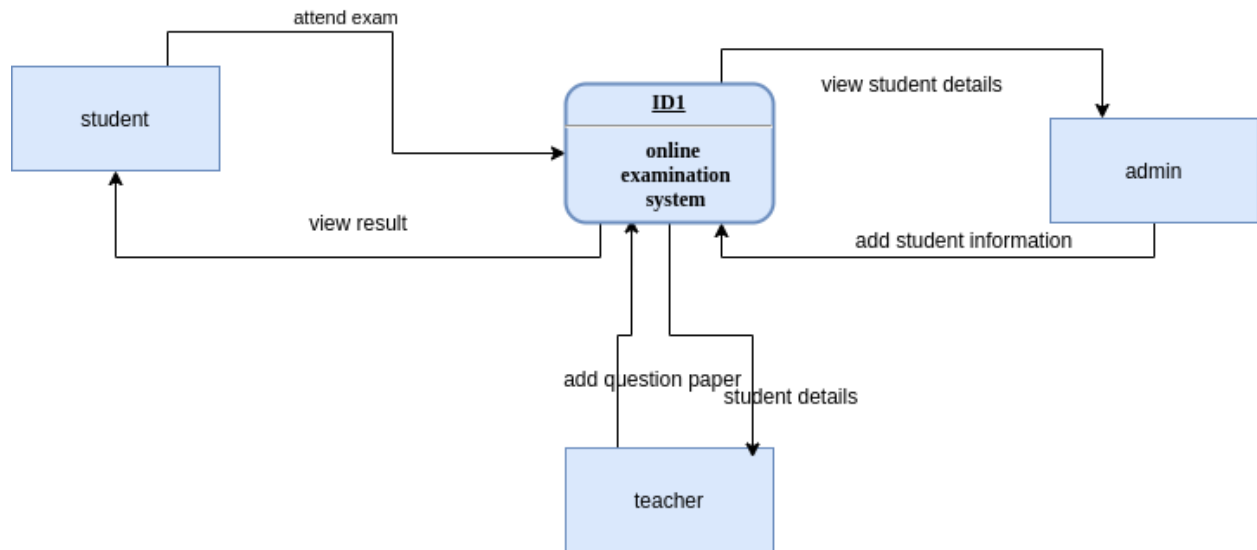 attend exam
student
ID1
online
examination
system
view student details
admin
view result
add student information
add question paper
student details
teacher